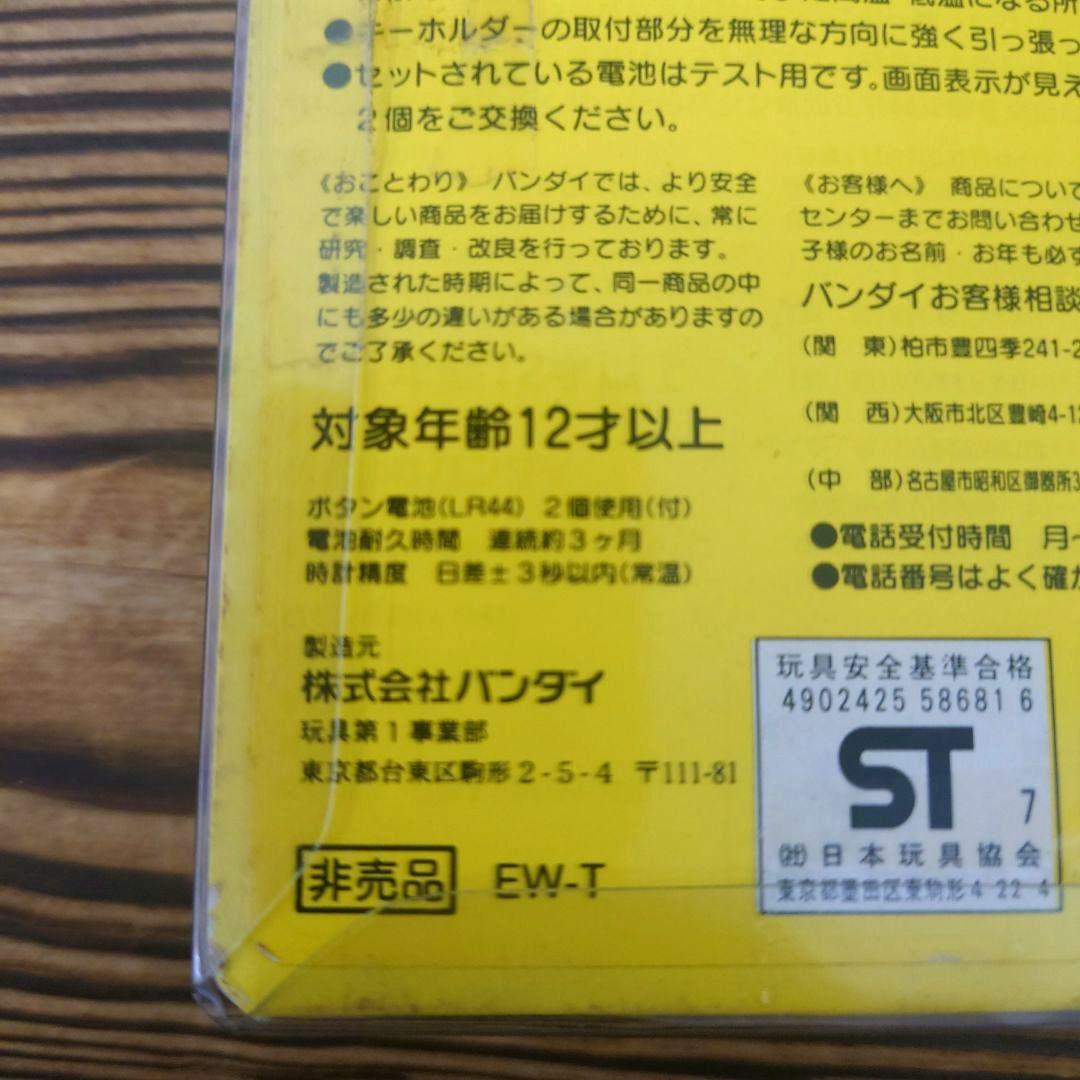 ●キーホルダーの取付部分を無理な方向に強く引っ張っ
●セットされている電池はテスト用です。画面表示が見え
2個をご交換ください。
《おことわり》 バンダイでは、より安全
で楽しい商品をお届けするために、常に
研究・調査・改良を行っております。
製造された時期によって、同一商品の中
にも多少の違いがある場合がありますの
でご了承ください。
対象年齢12才以上
ボタン電池(LR44) 2個使用(付)
電池耐久時間 連続約3ヶ月
時計精度 日差±3秒以内(常温)
製造元
株式会社バンダイ
玩具第1事業部
東京都台東区駒形2-5-4 〒111-81
非売品 EW-T
《お客様へ》 商品について
センターまでお問い合わせ
子様のお名前・お年も必ず
バンダイお客様相談
(関 東)柏市豊四季241-2
(関 西)大阪市北区豊崎4-12
(中 部)名古屋市昭和区御器所3
●電話受付時間 月~
●電話番号はよく確か
玩具安全基準合格
4902425 58681 6
ST 7
㈳日本玩具協会
東京都墨田区東駒形4 22 4